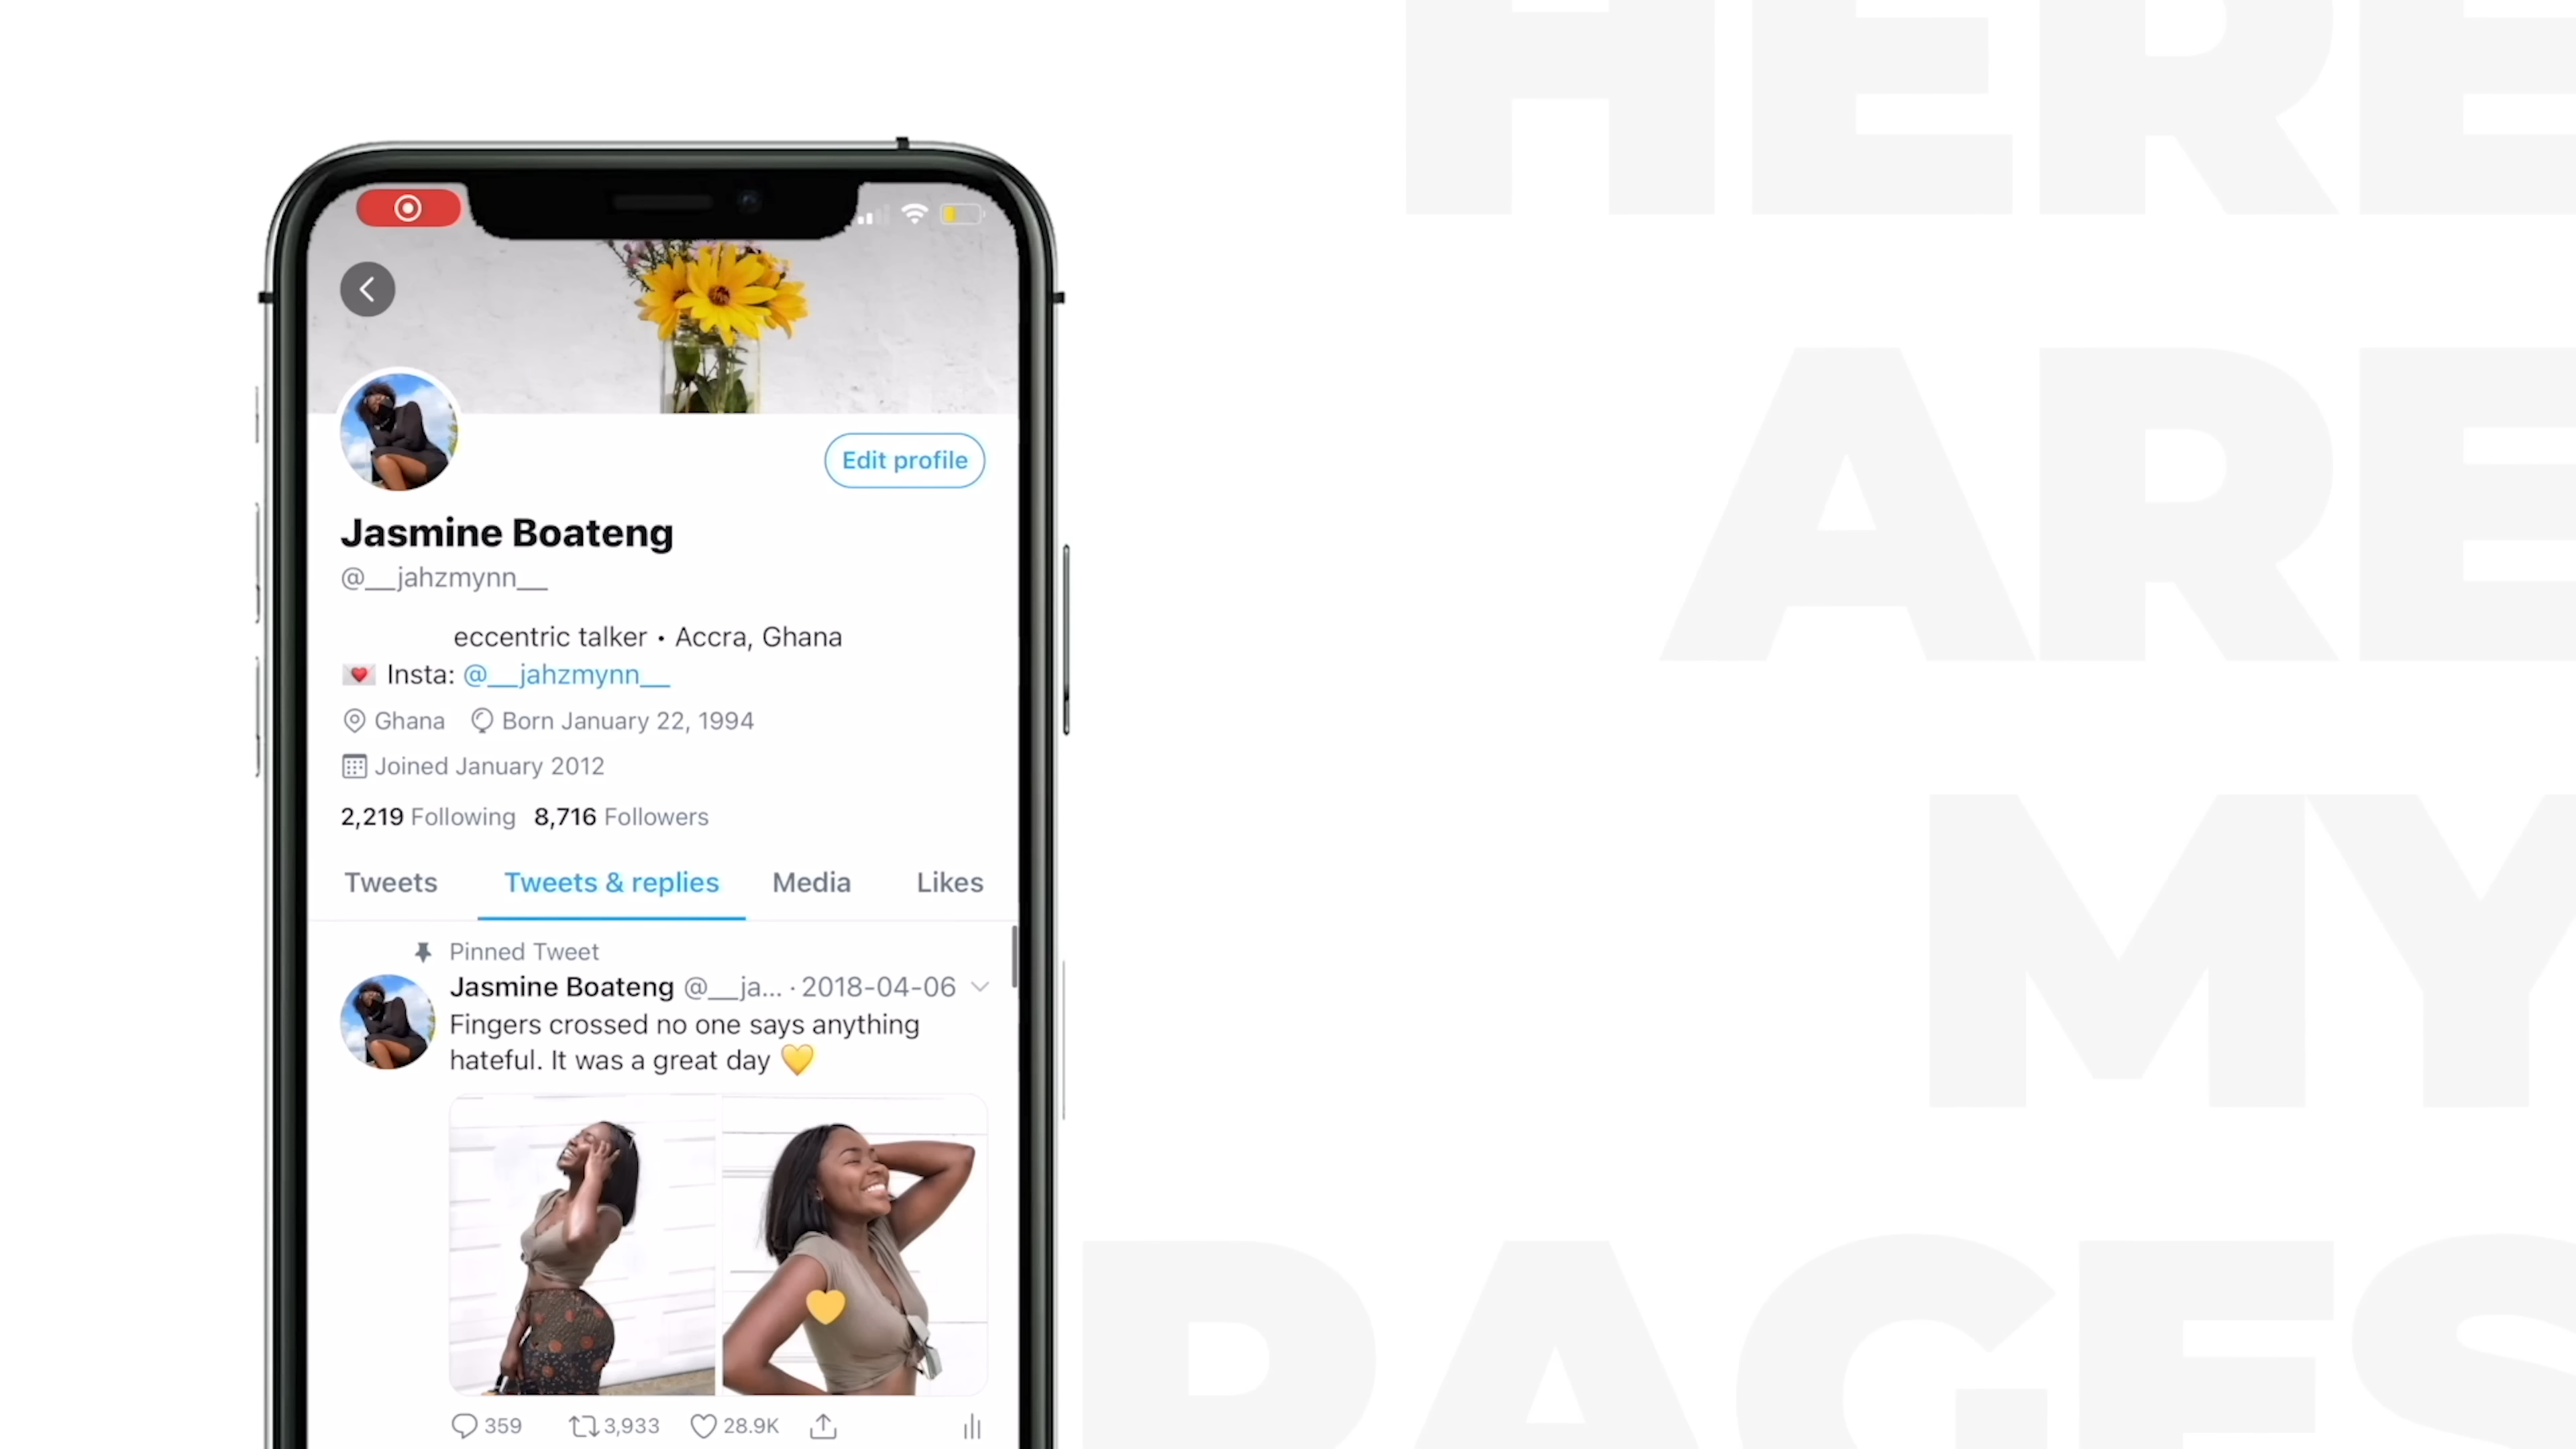 HERE
ARE
MY
PAGES
Edit profile
Jasmine Boateng
@__jahzmynn__
eccentric talker • Accra, Ghana
💌 Insta: @__jahzmynn__
Ghana Born January 22, 1994
Joined January 2012
2,219 Following 8,716 Followers
Tweets Tweets & replies Media Likes
Pinned Tweet
Jasmine Boateng @__ja... · 2018-04-06
Fingers crossed no one says anything
hateful. It was a great day 💛
359 3,933 28.9K